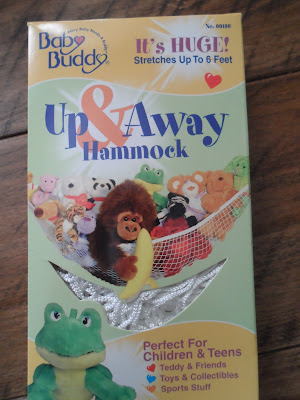 No. 00100
Baby
Buddy
It's HUGE!
Stretches Up To 6 Feet
Up & Away
Hammock
Perfect For
Children & Teens
Teddy & Friends
Toys & Collectibles
Sports Stuff